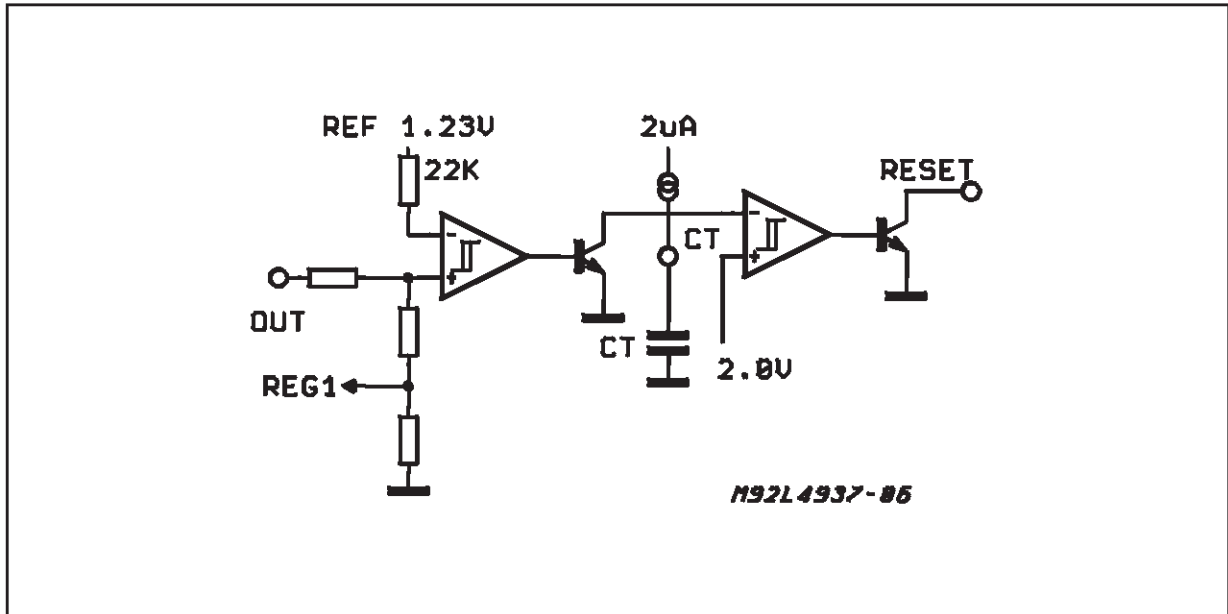 REF 1.23V
22K
2uA
RESET
CT
OUT
CT
2.0V
REG1
M92L4937-06